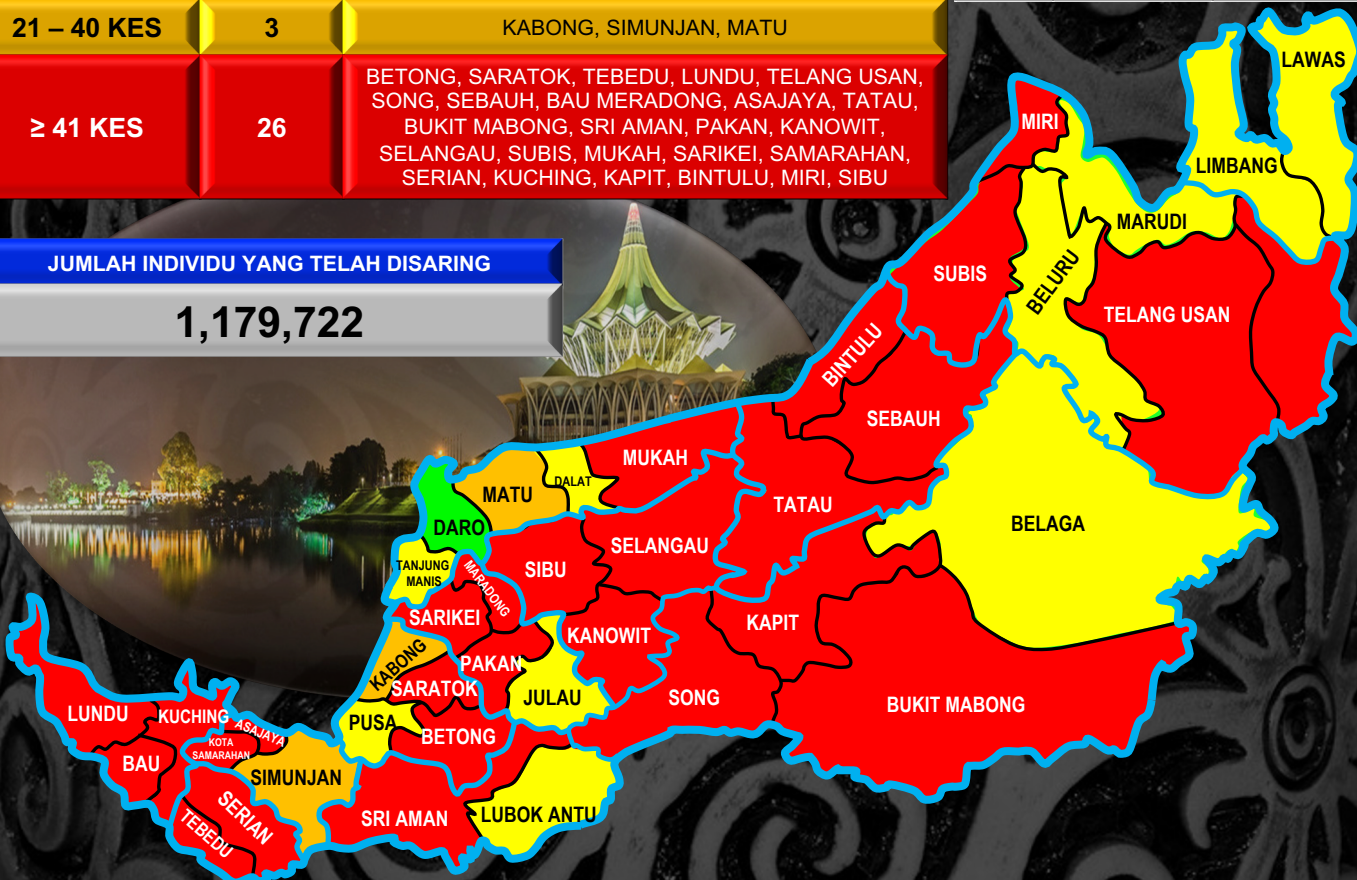 21 – 40 KES
3
KABONG, SIMUNJAN, MATU
≥ 41 KES
26
BETONG, SARATOK, TEBEDU, LUNDU, TELANG USAN,
SONG, SEBAUH, BAU MERADONG, ASAJAYA, TATAU,
BUKIT MABONG, SRI AMAN, PAKAN, KANOWIT,
SELANGAU, SUBIS, MUKAH, SARIKEI, SAMARAHAN,
SERIAN, KUCHING, KAPIT, BINTULU, MIRI, SIBU
JUMLAH INDIVIDU YANG TELAH DISARING
1,179,722
LAWAS
MIRI
LIMBANG
MARUDI
SUBIS
BELURU
TELANG USAN
BINTULU
SEBAUH
MUKAH
DALAT
MATU
TATAU
DARO
BELAGA
SELANGAU
SIBU
TANJUNG
MANIS
MARADONG
SARIKEI
KANOWIT
KAPIT
KABONG
PAKAN
SARATOK
JULAU
SONG
BUKIT MABONG
LUNDU
KUCHING
ASAJAYA
PUSA
BETONG
KOTA
SAMARAHAN
BAU
SIMUNJAN
SERIAN
TEBEDU
SRI AMAN
LUBOK ANTU